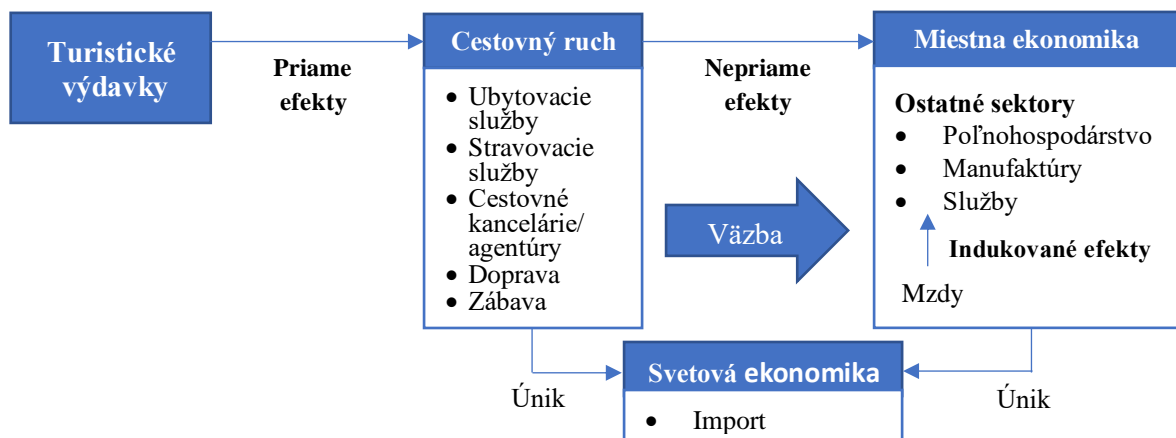 Turistické
výdavky
Priame
efekty
Cestovný ruch
• Ubytovacie
služby
• Stravovacie
služby
• Cestovné
kancelárie/
agentúry
• Doprava
• Zábava
Nepriame
efekty
Väzba
Miestna ekonomika
Ostatné sektory
• Poľnohospodárstvo
• Manufaktúry
• Služby
Indukované efekty
Mzdy
Únik
Svetová ekonomika
• Import
Únik